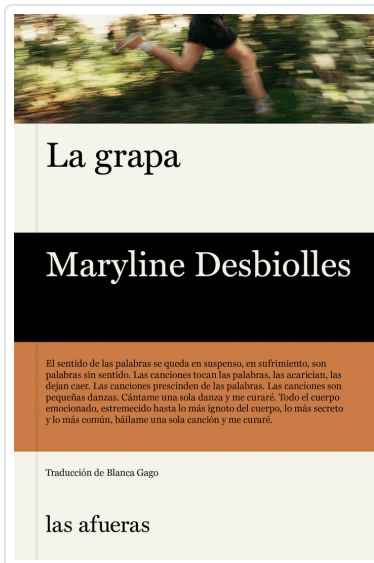 La grapa
Maryline Desbiolles
El sentido de las palabras se queda en suspenso, en sufrimiento, son
palabras sin sentido. Las canciones tocan las palabras, las acarician, las
dejan caer. Las canciones prescinden de las palabras. Las canciones son
pequeñas danzas. Cántame una sola danza y me curaré. Todo el cuerpo
emocionado, estremecido hasta lo más ignoto del cuerpo, lo más secreto
y lo más común, báilame una sola canción y me curaré.
Traducción de Blanca Gago
las afueras